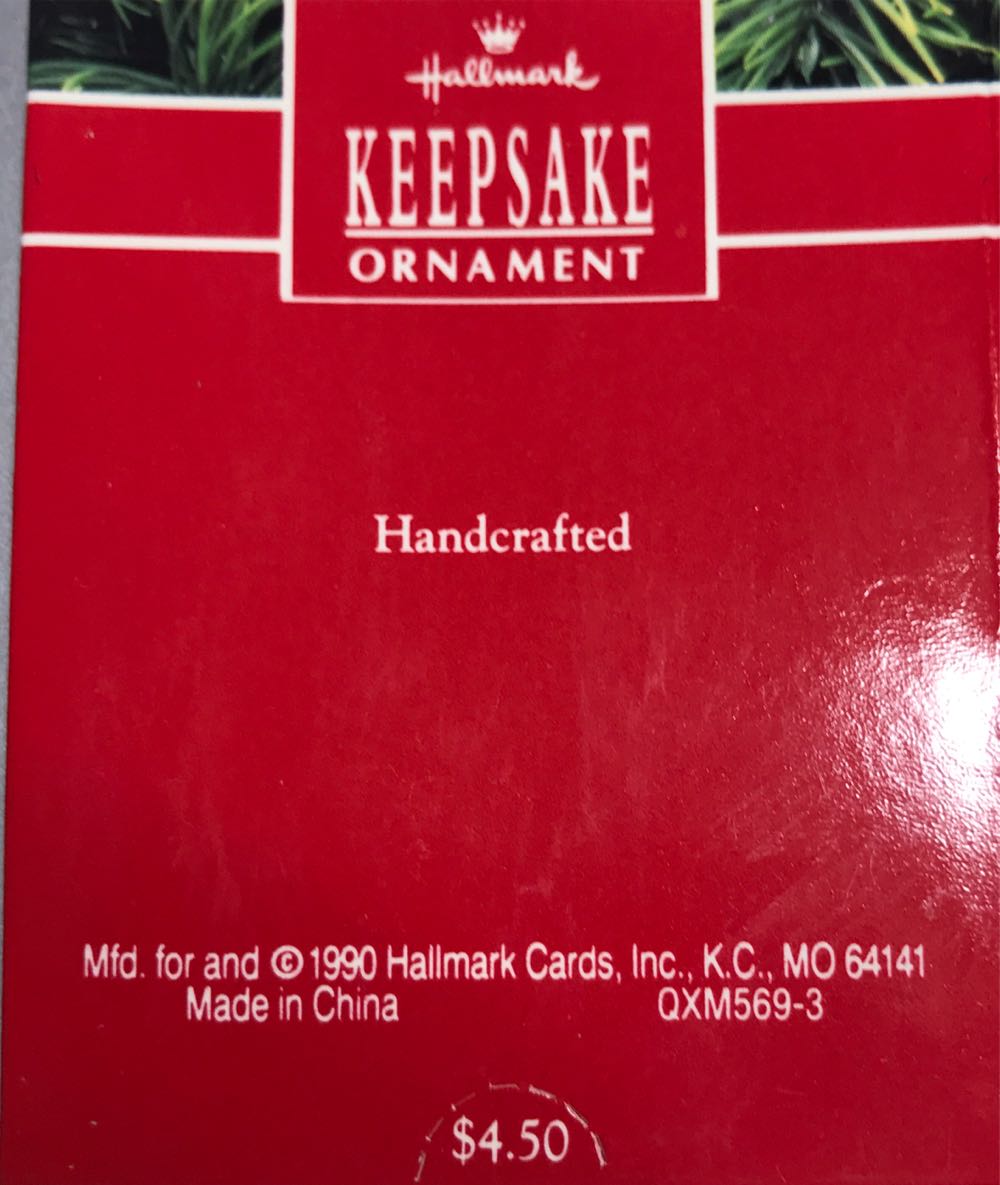 Hallmark
KEEPSAKE
ORNAMENT
Handcrafted
Mfd. for and © 1990 Hallmark Cards, Inc., K.C., MO 64141
Made in China QXM569-3
$4.50